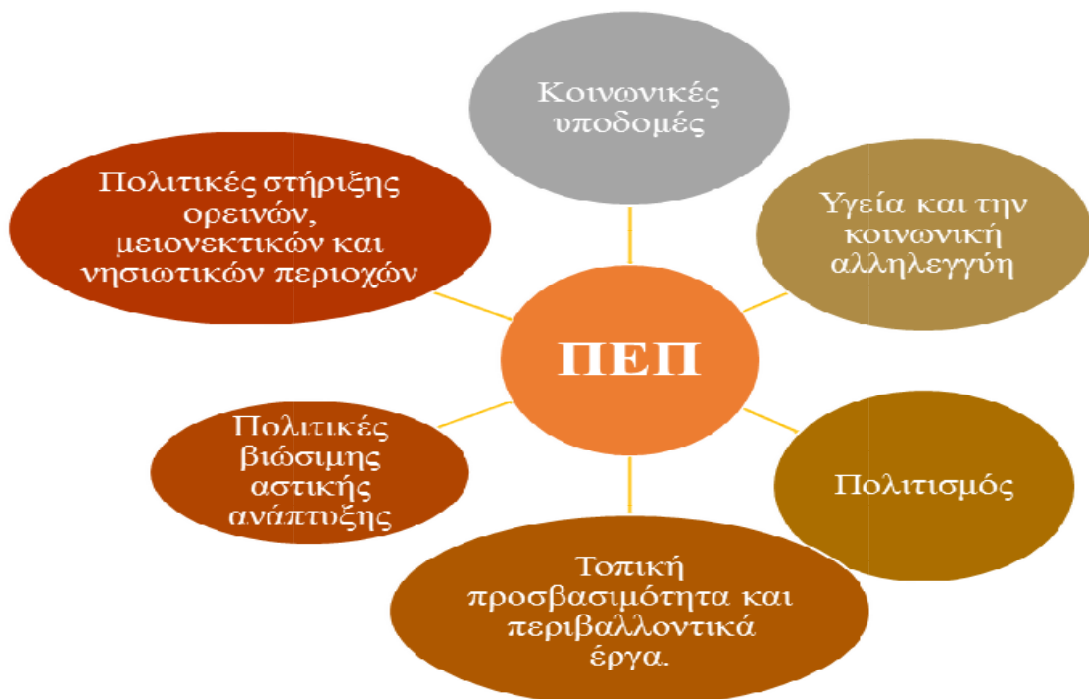 Κοινωνικές
υποδομές
Υγεία και την
κοινωνική
αλληλεγγύη
Πολιτισμός
Τοπική
προσβασιμότητα και
περιβαλλοντικά
έργα.
Πολιτικές
βιώσιμης
αστικής
ανάπτυξης
Πολιτικές στήριξης
ορεινών,
μειονεκτικών και
νησιωτικών περιοχών
ΠΕΠ